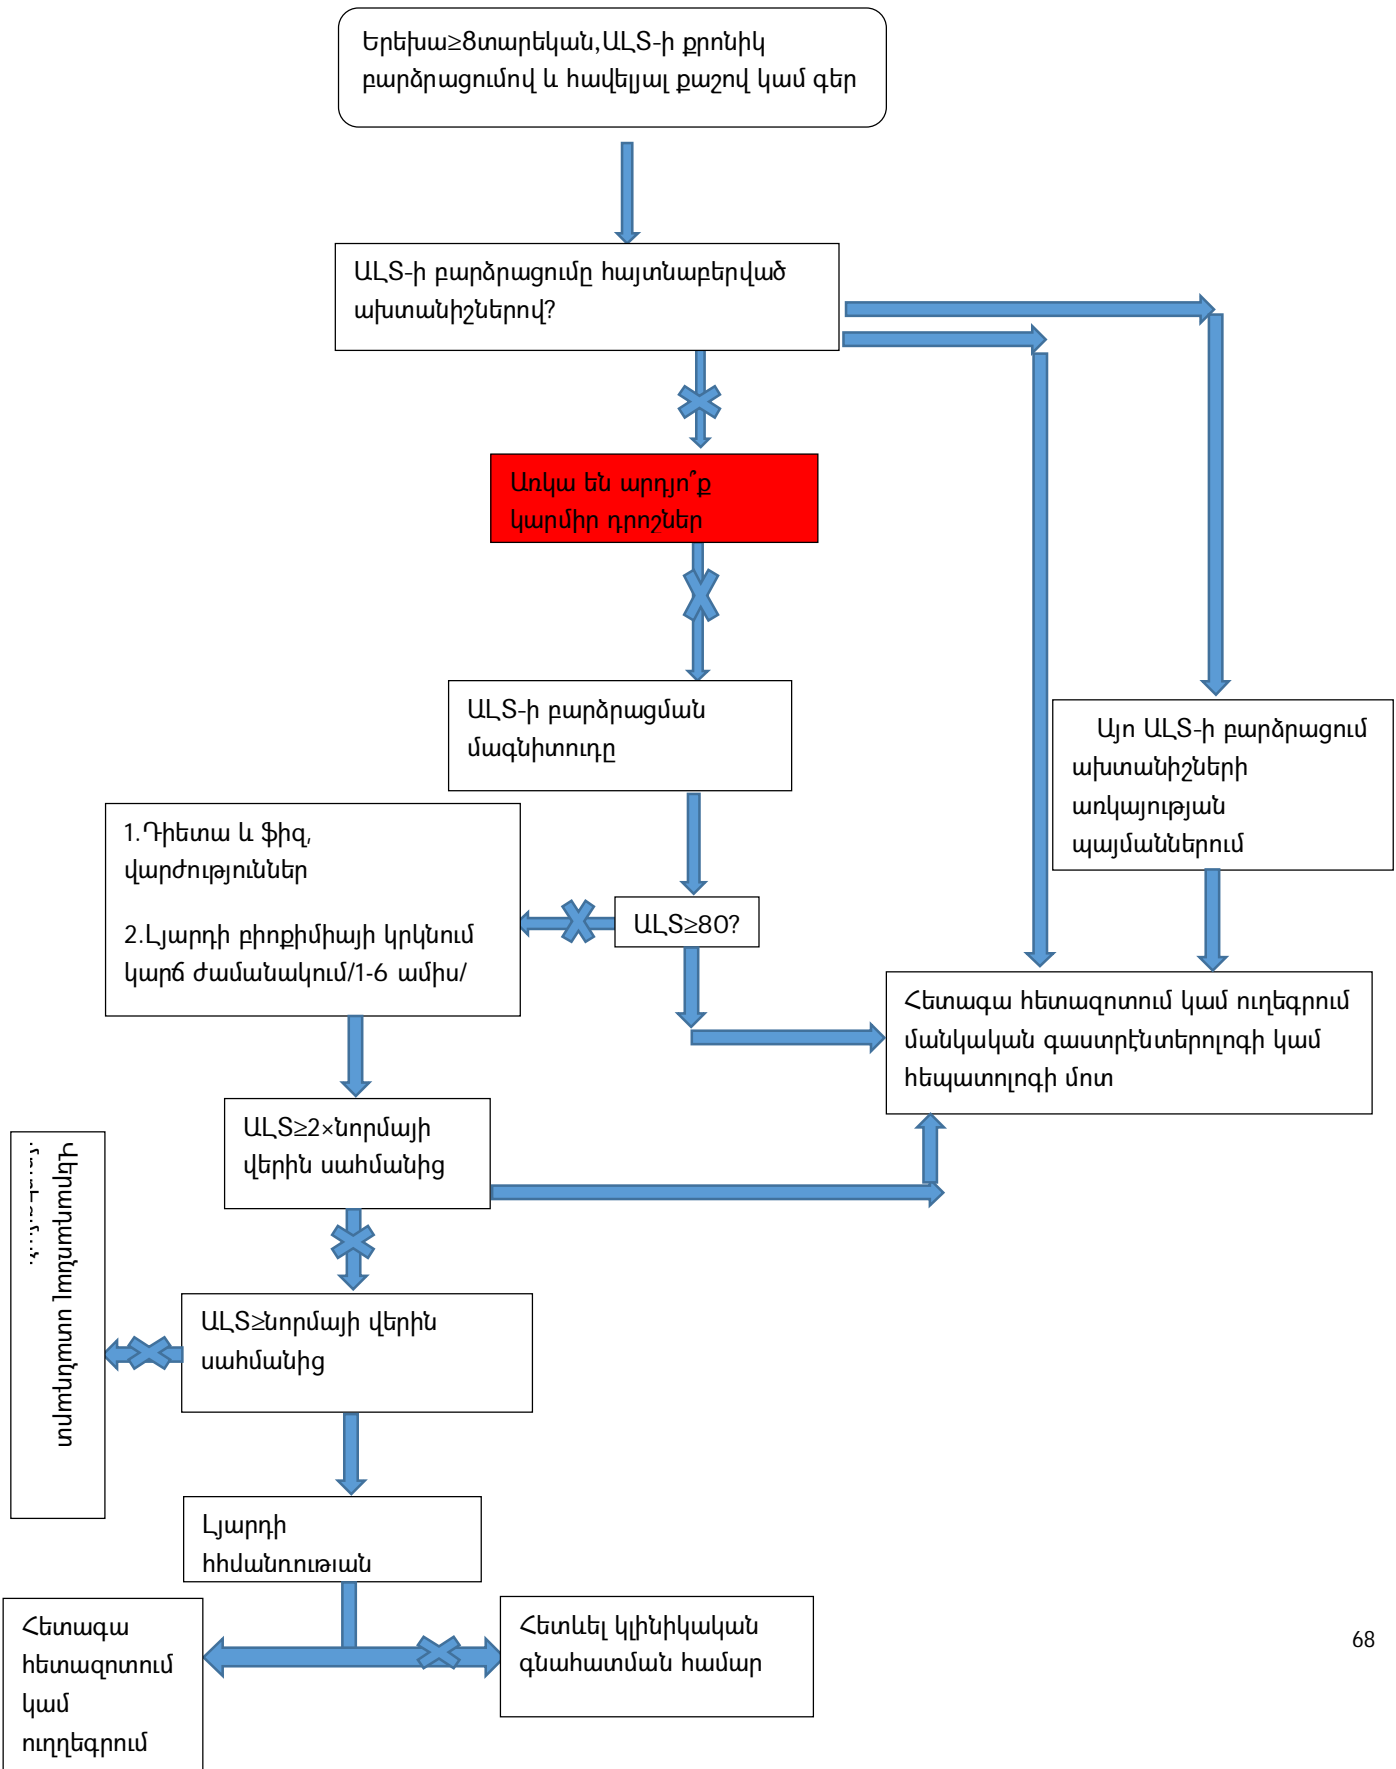 Երեխա≥8տարեկան,ԱԼՏ-ի քրոնիկ
բարձրացումով և հավելյալ քաշով կամ գեր
ԱԼՏ-ի բարձրացումը հայտնաբերված
ախտանիշներով?
Առկա են արդյո՞ք
կարմիր դրոշներ
ԱԼՏ-ի բարձրացման
մագնիտուդը
Այո ԱԼՏ-ի բարձրացում
ախտանիշների
առկայության
պայմաններում
1.Դիետա և ֆիզ,
վարժություններ
2.Լյարդի բիոքիմիայի կրկնում
կարճ ժամանակում/1-6 ամիս/
ԱԼՏ≥80?
Հետագա հետազոտում կամ ուղեգրում
մանկական գաստրէնտերոլոգի կամ
հեպատոլոգի մոտ
ԱԼՏ≥2×նորմայի
վերին սահմանից
ԱԼՏ≥նորմայի վերին
սահմանից
Լյարդի
հիվանդության
Հետագա
հետազոտում
կամ
ուղղեգրում
Հետևել կլինիկական
գնահատման համար
68